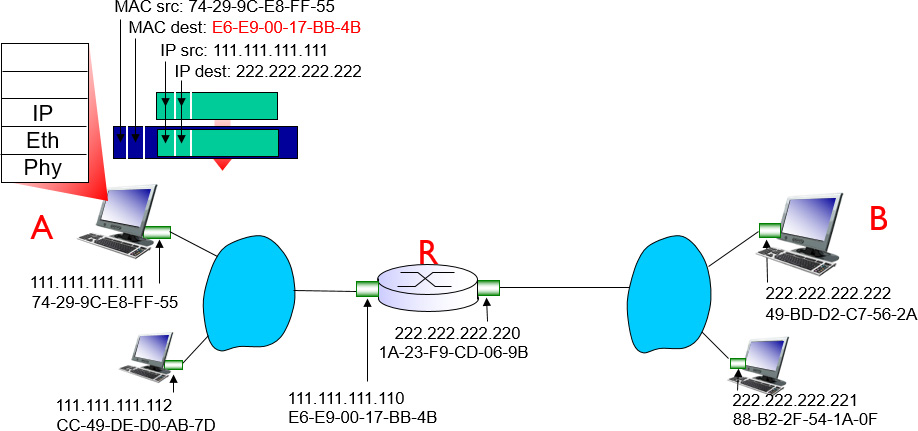 MAC src: 74-29-9C-E8-FF-55
MAC dest: E6-E9-00-17-BB-4B
IP src: 111.111.111.111
IP dest: 222.222.222.222
IP
Eth
Phy
A
R
B
111.111.111.111
74-29-9C-E8-FF-55
222.222.222.222
49-BD-D2-C7-56-2A
222.222.222.220
1A-23-F9-CD-06-9B
111.111.111.112
CC-49-DE-D0-AB-7D
111.111.111.110
E6-E9-00-17-BB-4B
222.222.222.221
88-B2-2F-54-1A-0F